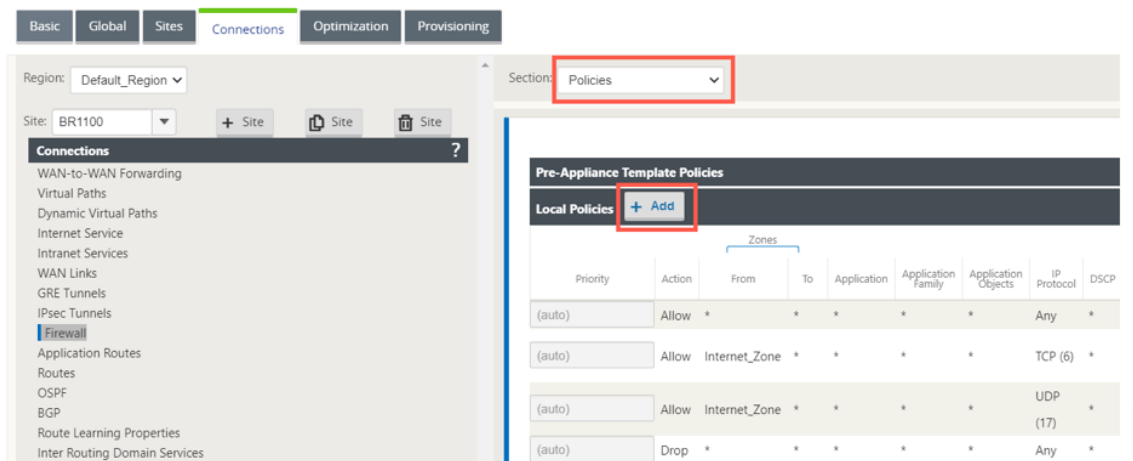 Basic Global Sites Connections Optimization Provisioning
Region: Default_Region
Section: Policies
Site: BR1100 + Site Site Site
Connections ?
WAN-to-WAN Forwarding
Virtual Paths
Dynamic Virtual Paths
Internet Service
Intranet Services
WAN Links
GRE Tunnels
IPsec Tunnels
Firewall
Application Routes
Routes
OSPF
BGP
Route Learning Properties
Inter Routing Domain Services
Pre-Appliance Template Policies
Local Policies + Add
Zones
Priority Action From To Application Application Family Application Objects IP Protocol DSCP
(auto) Allow * * * * * Any *
(auto) Allow Internet_Zone * * * * TCP (6) *
(auto) Allow Internet_Zone * * * * UDP (17) *
(auto) Drop * * * * * Any *